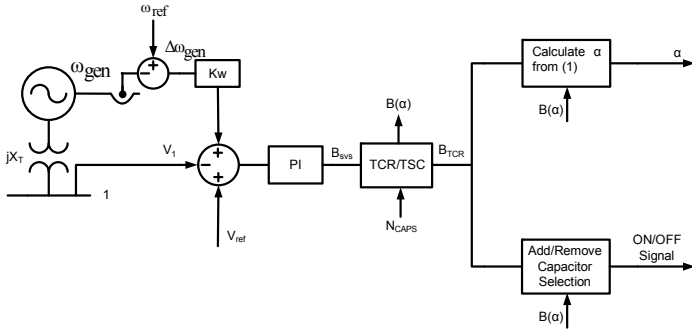 ωref
Δωgen
ωgen
+
−
Kw
jXT
V1
1
+
−
+
Vref
PI
Bsvs
B(α)
TCR/TSC
NCAPS
BTCR
Calculate α
from (1)
α
B(α)
ON/OFF
Signal
Add/Remove
Capacitor
Selection
B(α)